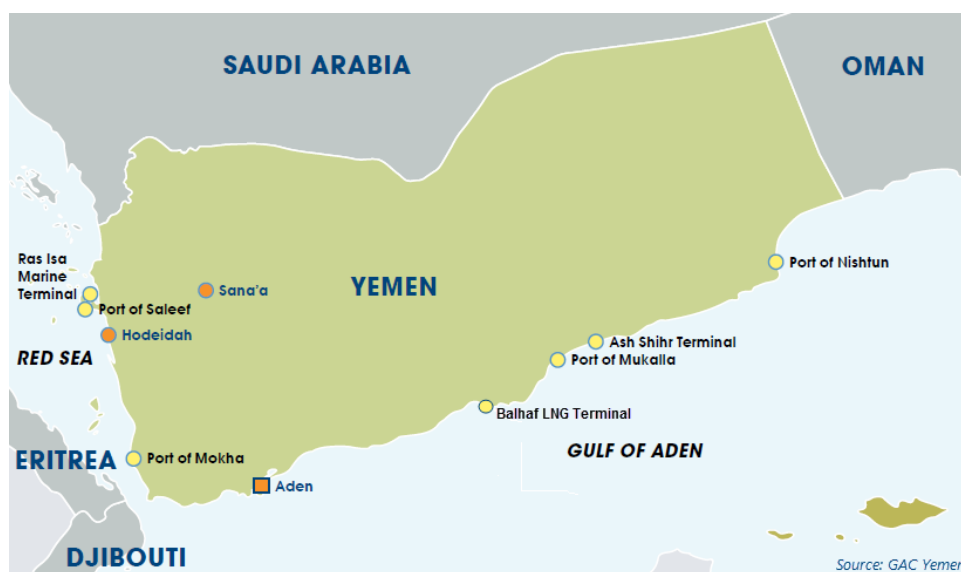 SAUDI ARABIA
OMAN
Ras Isa
Marine
Terminal
Port of Saleef
Sana'a
YEMEN
Port of Nishtun
Hodeidah
RED SEA
Ash Shihr Terminal
Port of Mukalla
Balhaf LNG Terminal
GULF OF ADEN
ERITREA
Port of Mokha
Aden
DJIBOUTI
Source: GAC Yemen